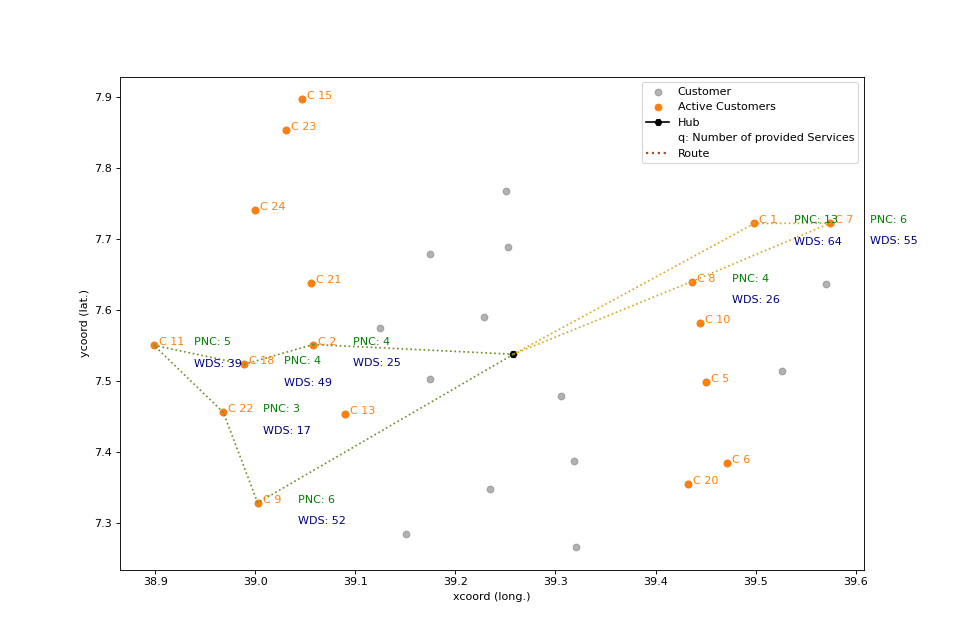 7.9
7.8
7.7
7.6
7.5
7.4
7.3
ycoord (lat.)
38.9 39.0 39.1 39.2 39.3 39.4 39.5 39.6
xcoord (long.)
Customer
Active Customers
Hub
q: Number of provided Services
Route
C 15
C 23
C 24
C 21
C 1 PNC: 13
WDS: 64
C 7 PNC: 6
WDS: 55
C 8 PNC: 4
WDS: 26
C 10
C 11 PNC: 5
WDS: 39
C 2 PNC: 4
WDS: 25
C 18 PNC: 4
WDS: 49
C 5
C 22 PNC: 3
WDS: 17
C 13
C 6
C 20
C 9 PNC: 6
WDS: 52